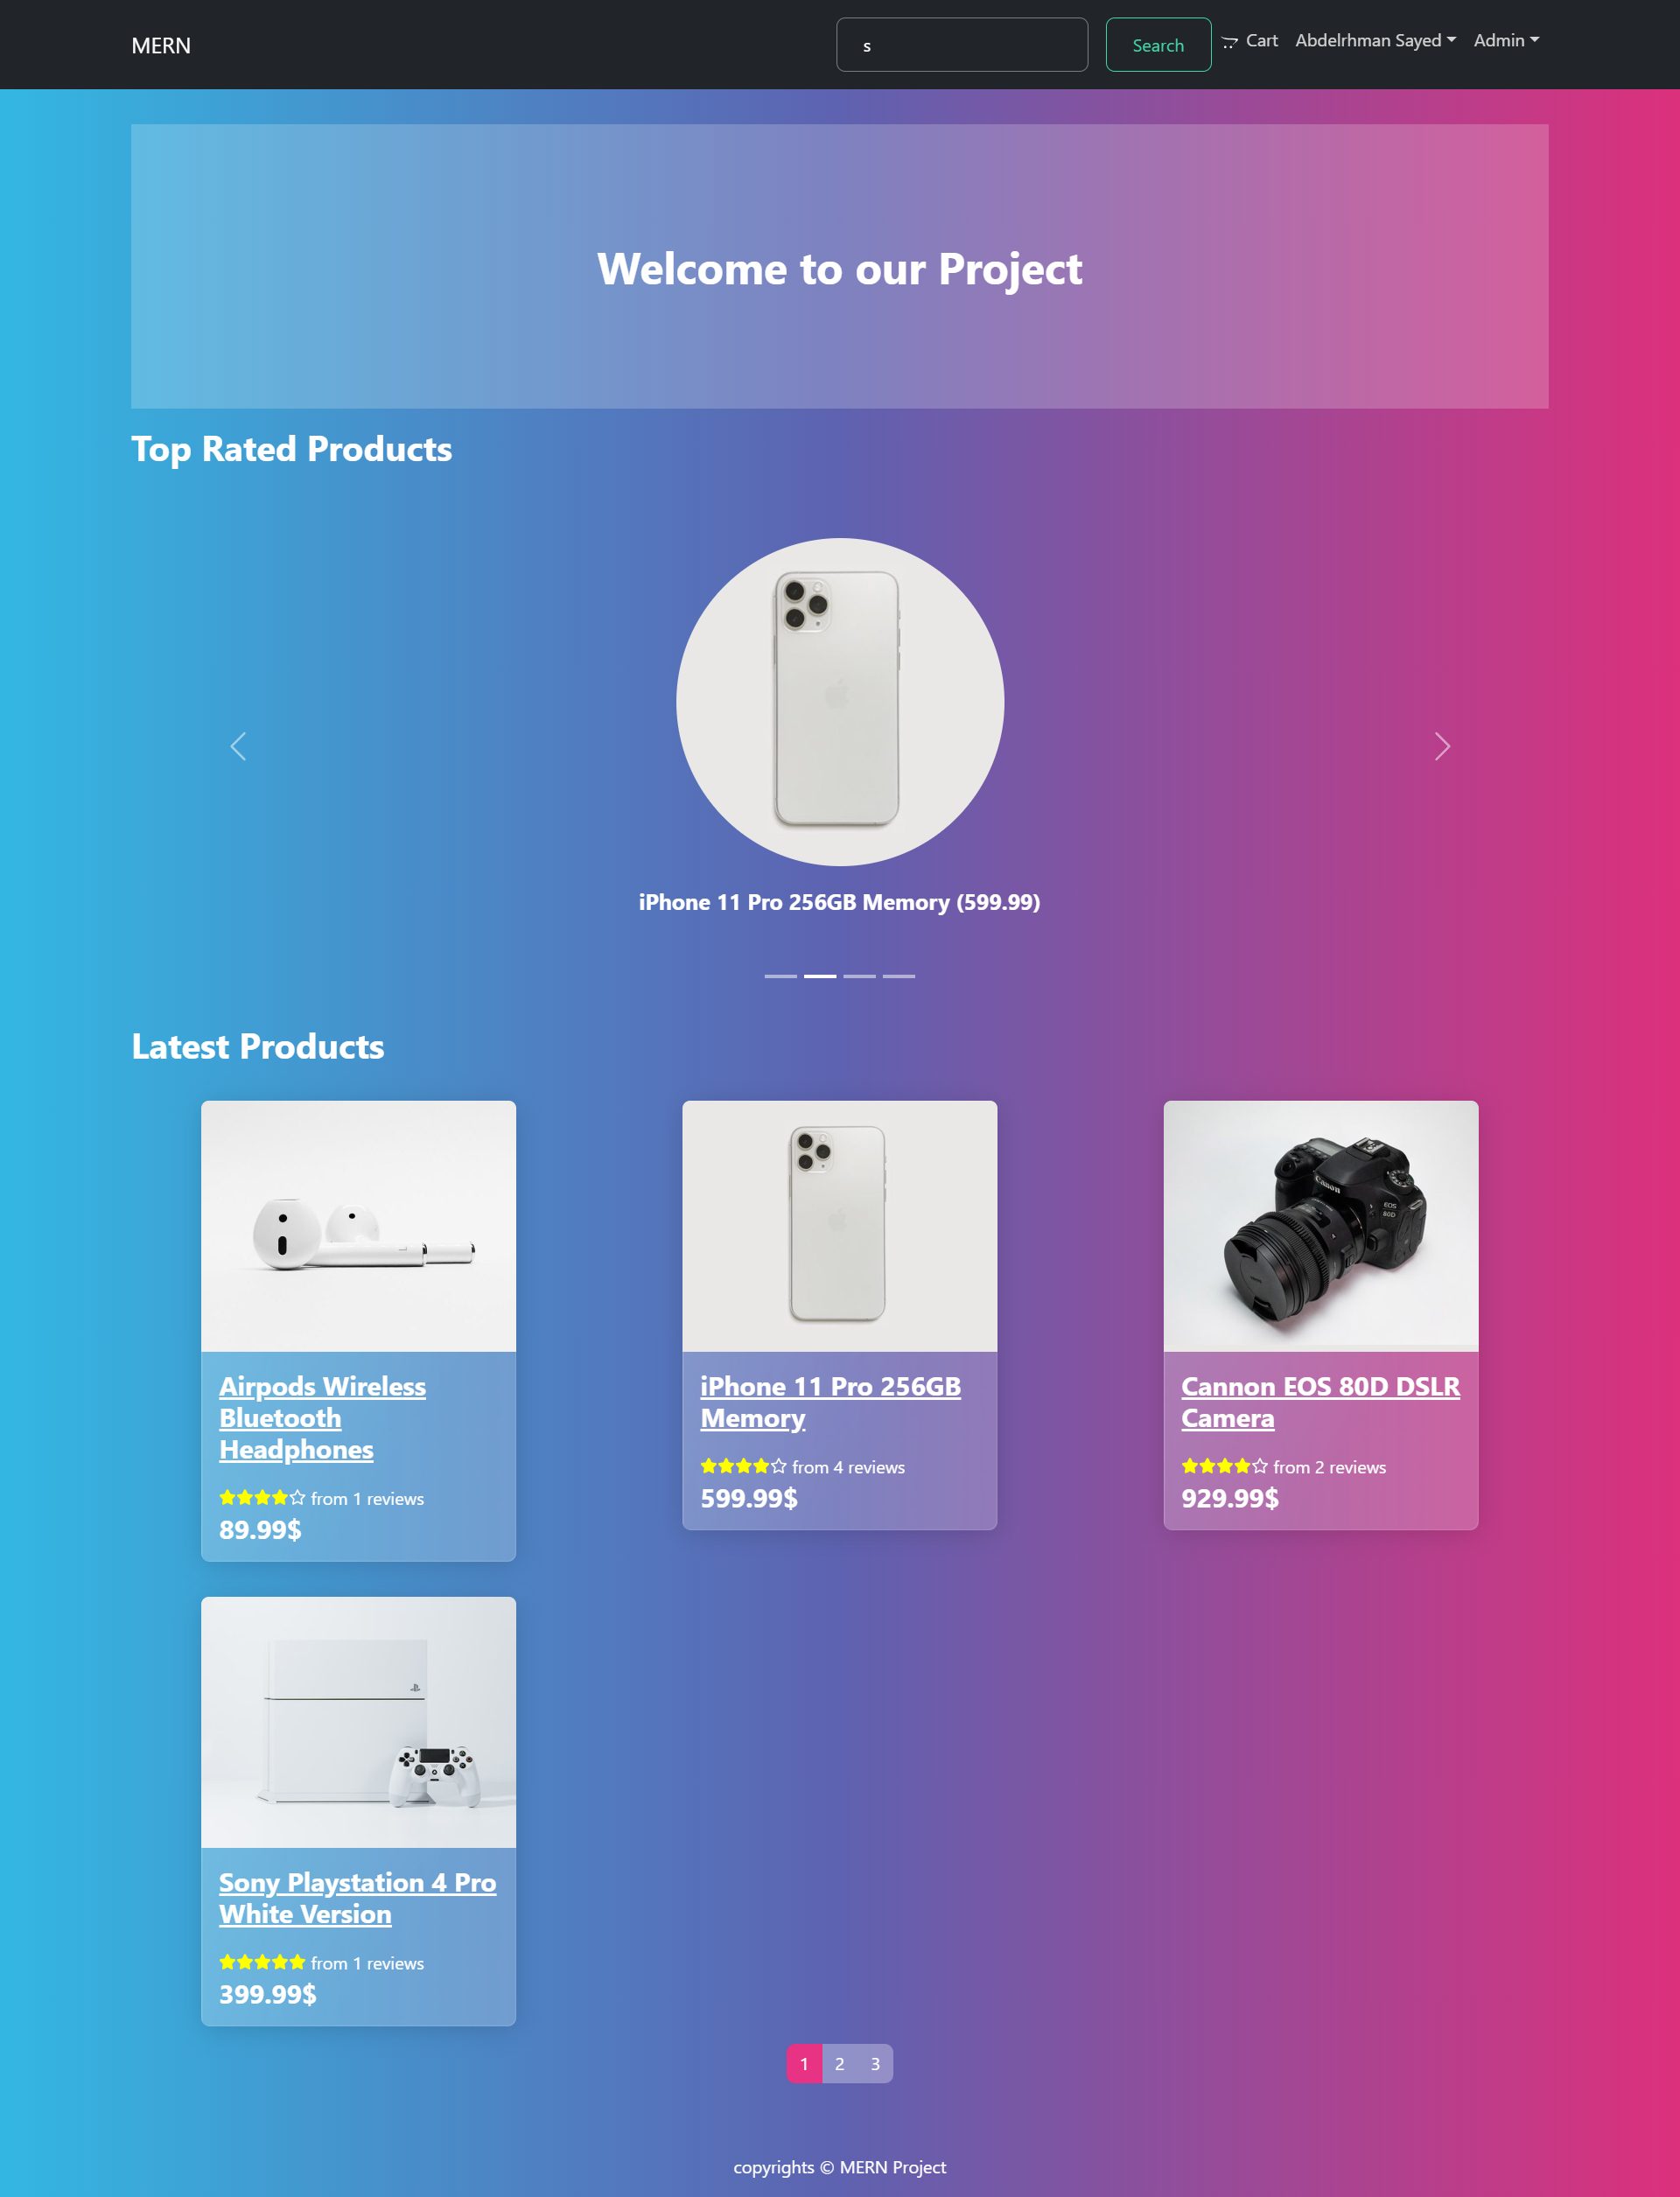 MERN
s
Search
Cart
Abdelrhman Sayed
Admin
Welcome to our Project
Top Rated Products
iPhone 11 Pro 256GB Memory (599.99)
Latest Products
Airpods Wireless
Bluetooth
Headphones
from 1 reviews
89.99$
iPhone 11 Pro 256GB
Memory
from 4 reviews
599.99$
Canon
EOS
80D
Cannon EOS 80D DSLR
Camera
from 2 reviews
929.99$
Sony Playstation 4 Pro
White Version
from 1 reviews
399.99$
1 2 3
copyrights © MERN Project